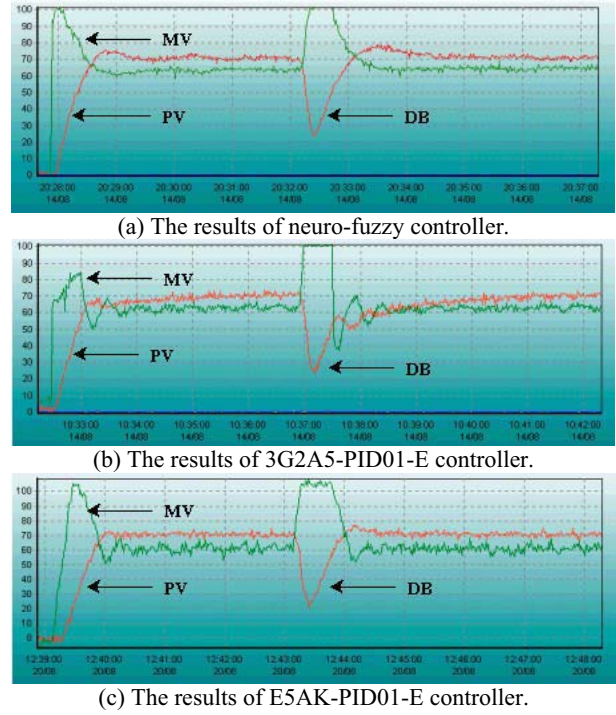 100
90
80
70
60
50
40
30
20
10
0
MV
PV
DB
20:28:00 20:29:00 20:30:00 20:31:00 20:32:00 20:33:00 20:34:00 20:35:00 20:36:00 20:37:00
14/08 14/08 14/08 14/08 14/08 14/08 14/08 14/08 14/08 14/08
(a) The results of neuro-fuzzy controller.
100
90
80
70
60
50
40
30
20
10
0
MV
PV
DB
10:33:00 10:34:00 10:35:00 10:36:00 10:37:00 10:38:00 10:39:00 10:40:00 10:41:00 10:42:00
14/08 14/08 14/08 14/08 14/08 14/08 14/08 14/08 14/08 14/08
(b) The results of 3G2A5-PID01-E controller.
100
90
80
70
60
50
40
30
20
10
0
MV
PV
DB
12:39:00 12:40:00 12:41:00 12:42:00 12:43:00 12:44:00 12:45:00 12:46:00 12:47:00 12:48:00
20/08 20/08 20/08 20/08 20/08 20/08 20/08 20/08 20/08 20/08
(c) The results of E5AK-PID01-E controller.